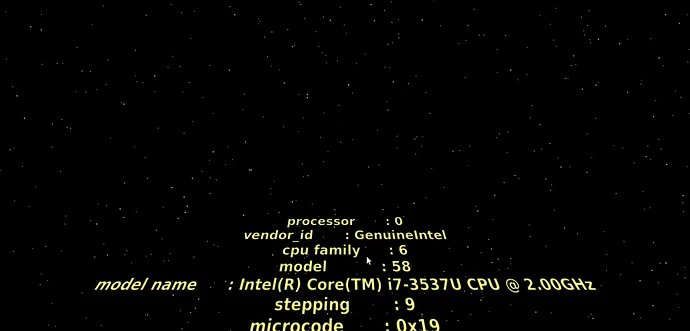 processor : 0
vendor_id : GenuineIntel
cpu family : 6
model : 58
model name : Intel(R) Core(TM) i7-3537U CPU @ 2.00GHz
stepping : 9
microcode : 0x19